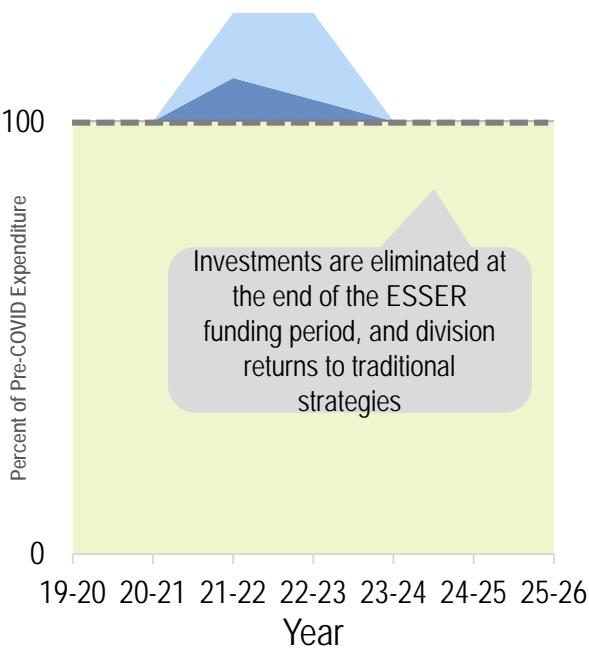 100
Percent of Pre-COVID Expenditure
Investments are eliminated at
the end of the ESSER
funding period, and division
returns to traditional
strategies
0
19-20 20-21 21-22 22-23 23-24 24-25 25-26
Year